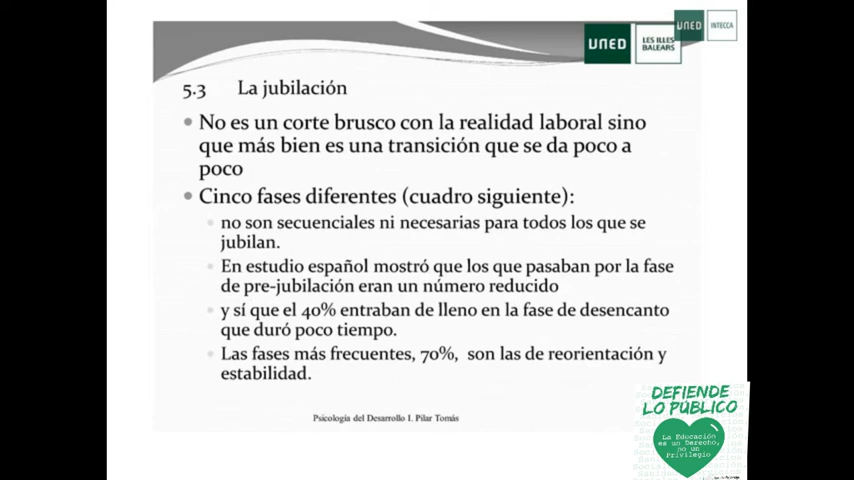 UNED
LES ILLES
BALEARS
UNED
INTECCA
5.3 La jubilación
No es un corte brusco con la realidad laboral sino
que más bien es una transición que se da poco a
poco
Cinco fases diferentes (cuadro siguiente):
no son secuenciales ni necesarias para todos los que se
jubilan.
En estudio español mostró que los que pasaban por la fase
de pre-jubilación eran un número reducido
y sí que el 40% entraban de lleno en la fase de desencanto
que duró poco tiempo.
Las fases más frecuentes, 70%, son las de reorientación y
estabilidad.
Psicología del Desarrollo I. Pilar Tomás
DEFIENDE
LO PÚBLICO
La Educación
es un Derecho,
no un
Privilegio